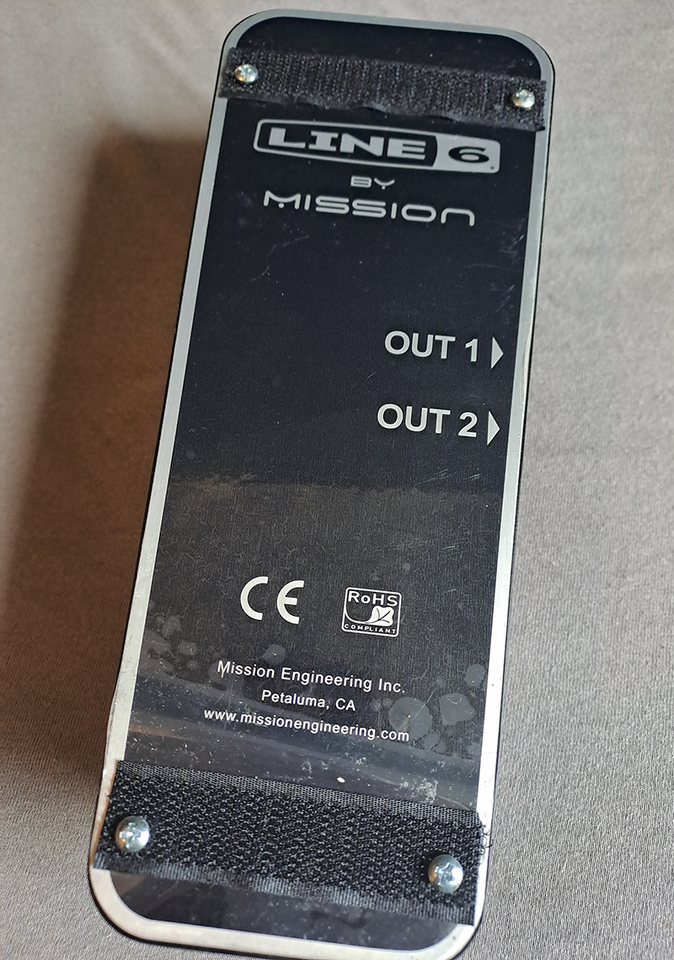 LINE 6
BY
MISSION
OUT 1
OUT 2
CE
RoHS
COMPLIANT
Mission Engineering Inc.
Petaluma, CA
www.missionengineering.com